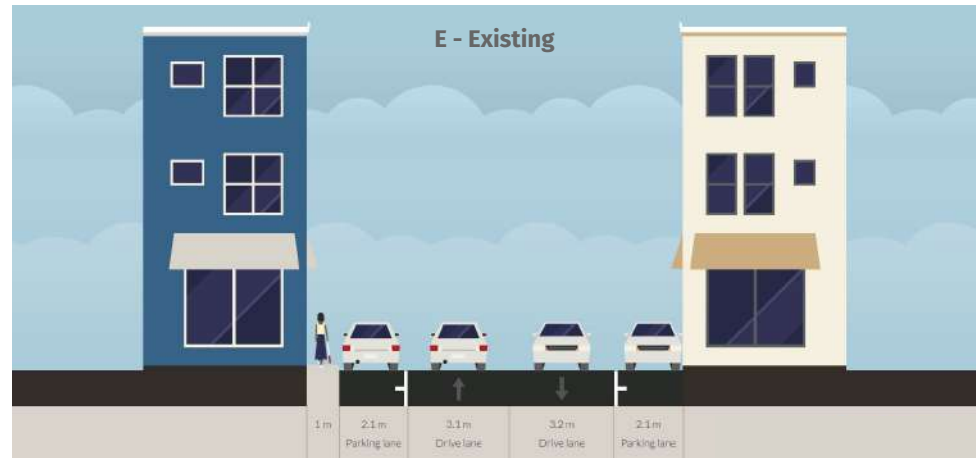 E - Existing
1 m
2.1 m
Parking lane
3.1 m
Drive lane
3.2 m
Drive lane
2.1 m
Parking lane